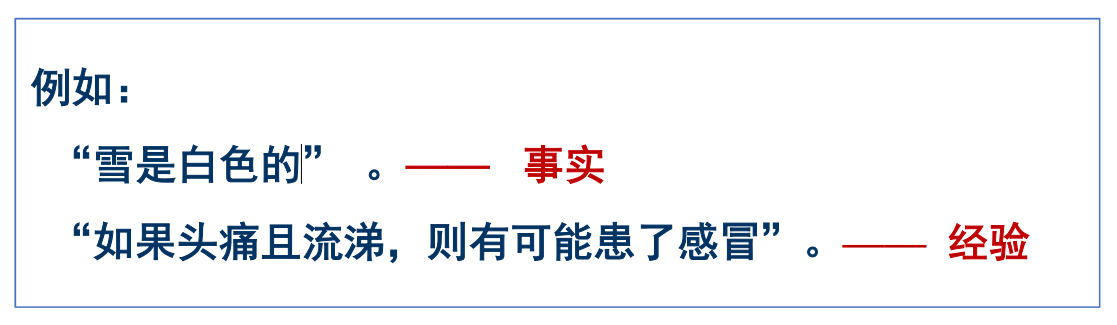 例如：
“雪是白色的” 。—— 事实
“如果头痛且流涕，则有可能患了感冒” 。—— 经验